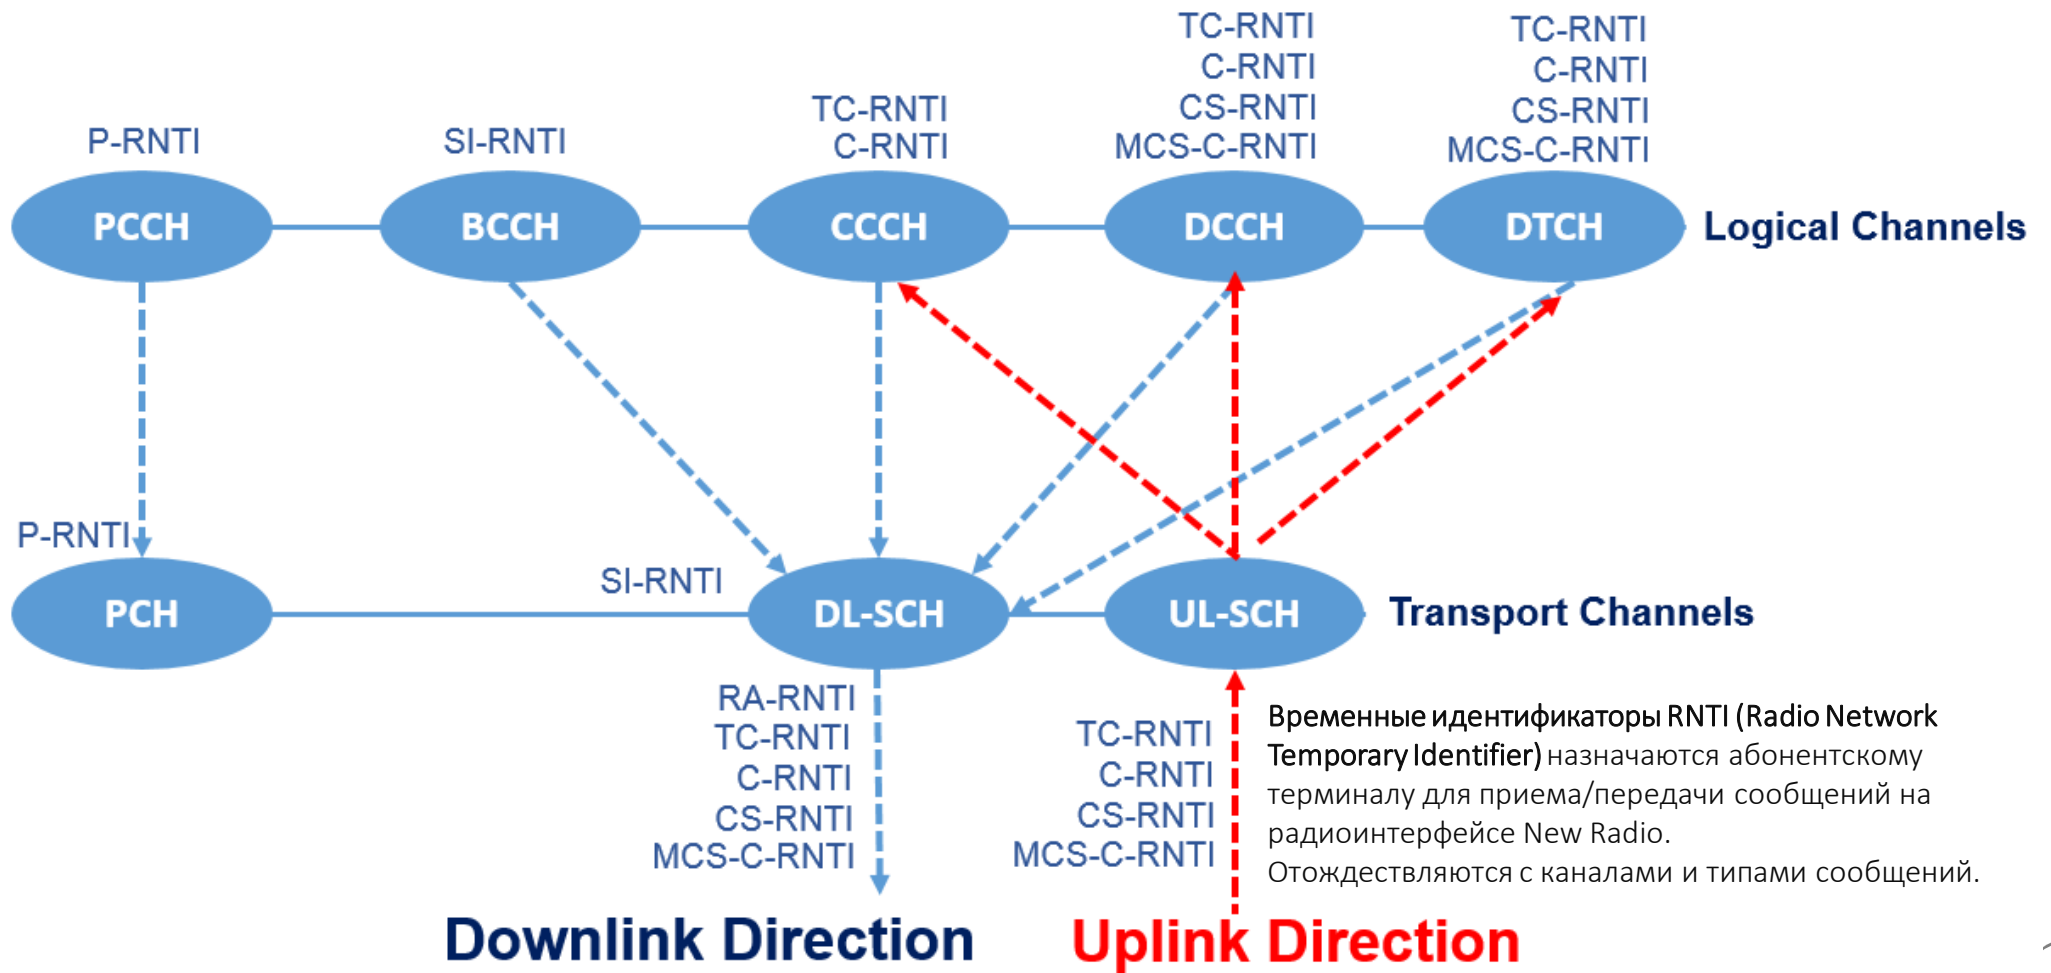 TC-RNTI
C-RNTI
CS-RNTI
MCS-C-RNTI
TC-RNTI
C-RNTI
CS-RNTI
MCS-C-RNTI
TC-RNTI
C-RNTI
P-RNTI
SI-RNTI
PCCH
BCCH
CCCH
DCCH
DTCH
Logical Channels
P-RNTI
SI-RNTI
PCH
DL-SCH
UL-SCH
Transport Channels
RA-RNTI
TC-RNTI
C-RNTI
CS-RNTI
MCS-C-RNTI
TC-RNTI
C-RNTI
CS-RNTI
MCS-C-RNTI
Временные идентификаторы RNTI (Radio Network
Temporary Identifier) назначаются абонентскому
терминалу для приема/передачи сообщений на
радиоинтерфейсе New Radio.
Отождествляются с каналами и типами сообщений.
Downlink Direction
Uplink Direction